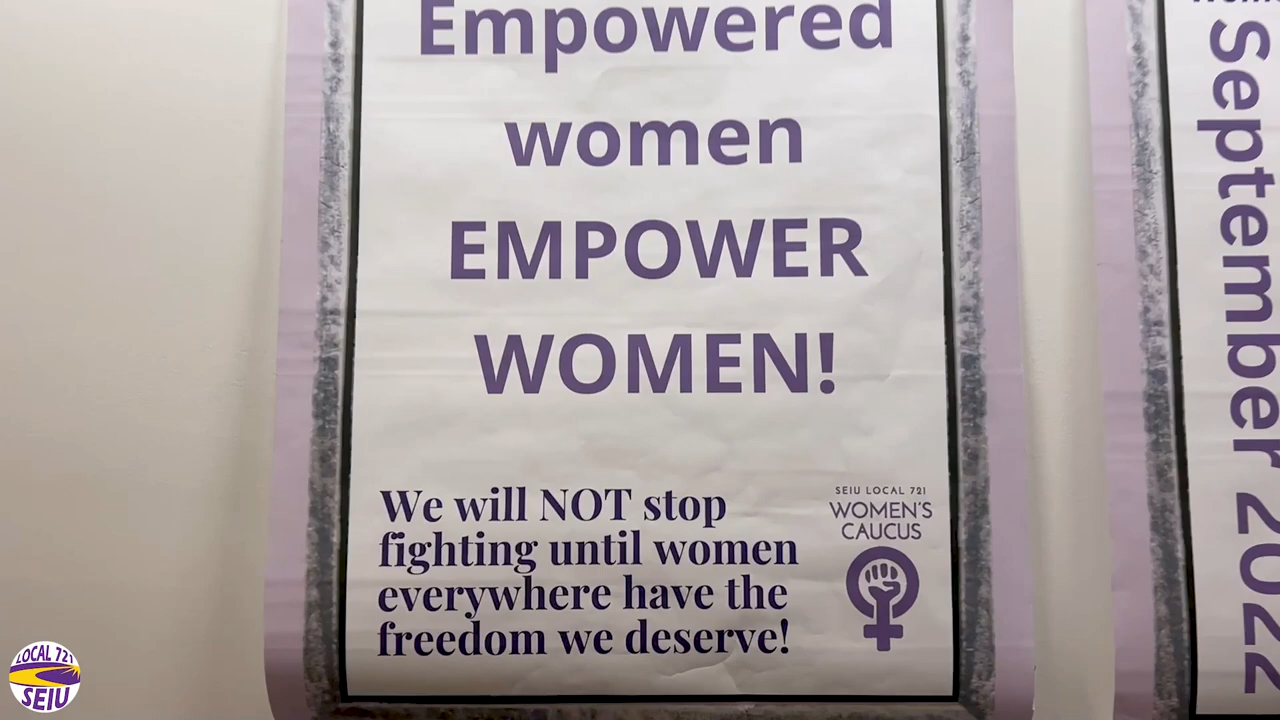 Empowered
women
EMPOWER
WOMEN!
We will NOT stop
fighting until women
everywhere have the
freedom we deserve!
SEIU LOCAL 721
WOMEN'S
CAUCUS
September 2022
LOCAL 721
SEIU